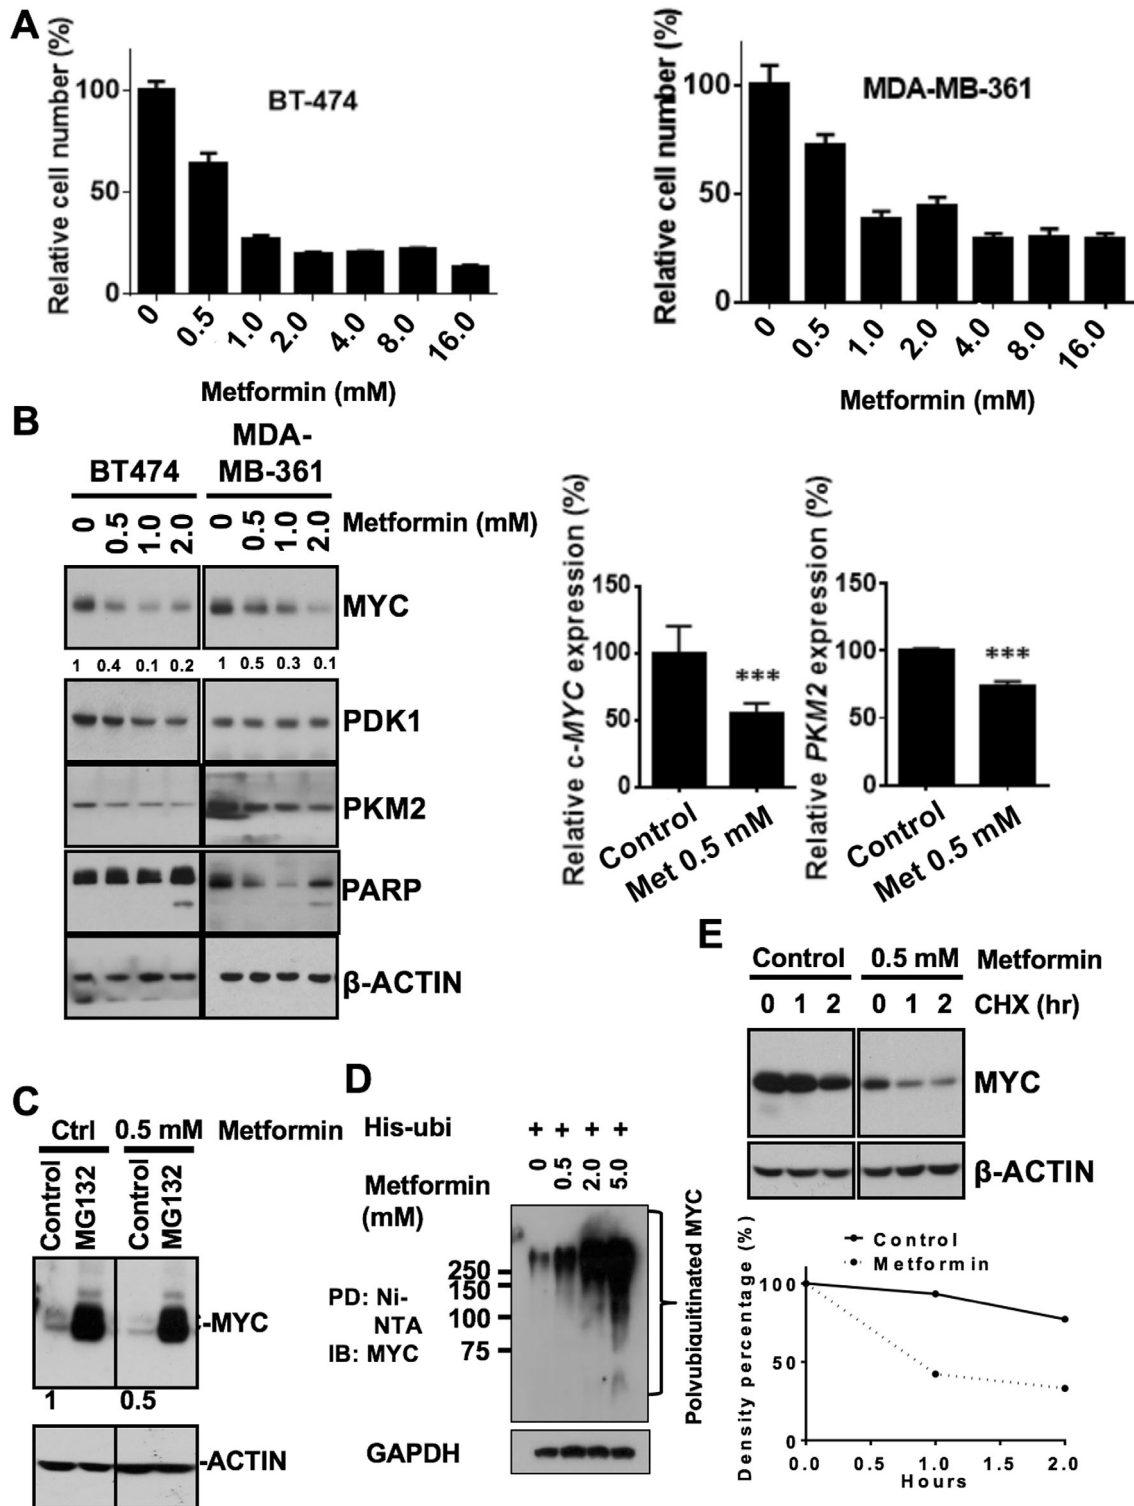 A
Relative cell number (%)
100
50
0
BT-474
0 0.5 1.0 2.0 4.0 8.0 16.0
Metformin (mM)
Relative cell number (%)
100
50
0
MDA-MB-361
0 0.5 1.0 2.0 4.0 8.0 16.0
Metformin (mM)
B
BT474
MDA-
MB-361
0 0.5 1.0 2.0 0 0.5 1.0 2.0 Metformin (mM)
MYC
1 0.4 0.1 0.2 1 0.5 0.3 0.1
PDK1
PKM2
PARP
β-ACTIN
Relative c-MYC expression (%)
150
100
50
0
***
Control
Met 0.5 mM
Relative PKM2 expression (%)
150
100
50
0
***
Control
Met 0.5 mM
C
Ctrl 0.5 mM Metformin
Control MG132 Control MG132
-MYC
1 0.5
-ACTIN
D
His-ubi + + + +
Metformin
(mM)
0 0.5 2.0 5.0
250
150
100
75
PD: Ni-
NTA
IB: MYC
Polvubiquitinated MYC
GAPDH
E
Control 0.5 mM Metformin
0 1 2 0 1 2 CHX (hr)
MYC
β-ACTIN
Control
Metformin
Density percentage (%)
100
50
0
0.0 0.5 1.0 1.5 2.0
Hours